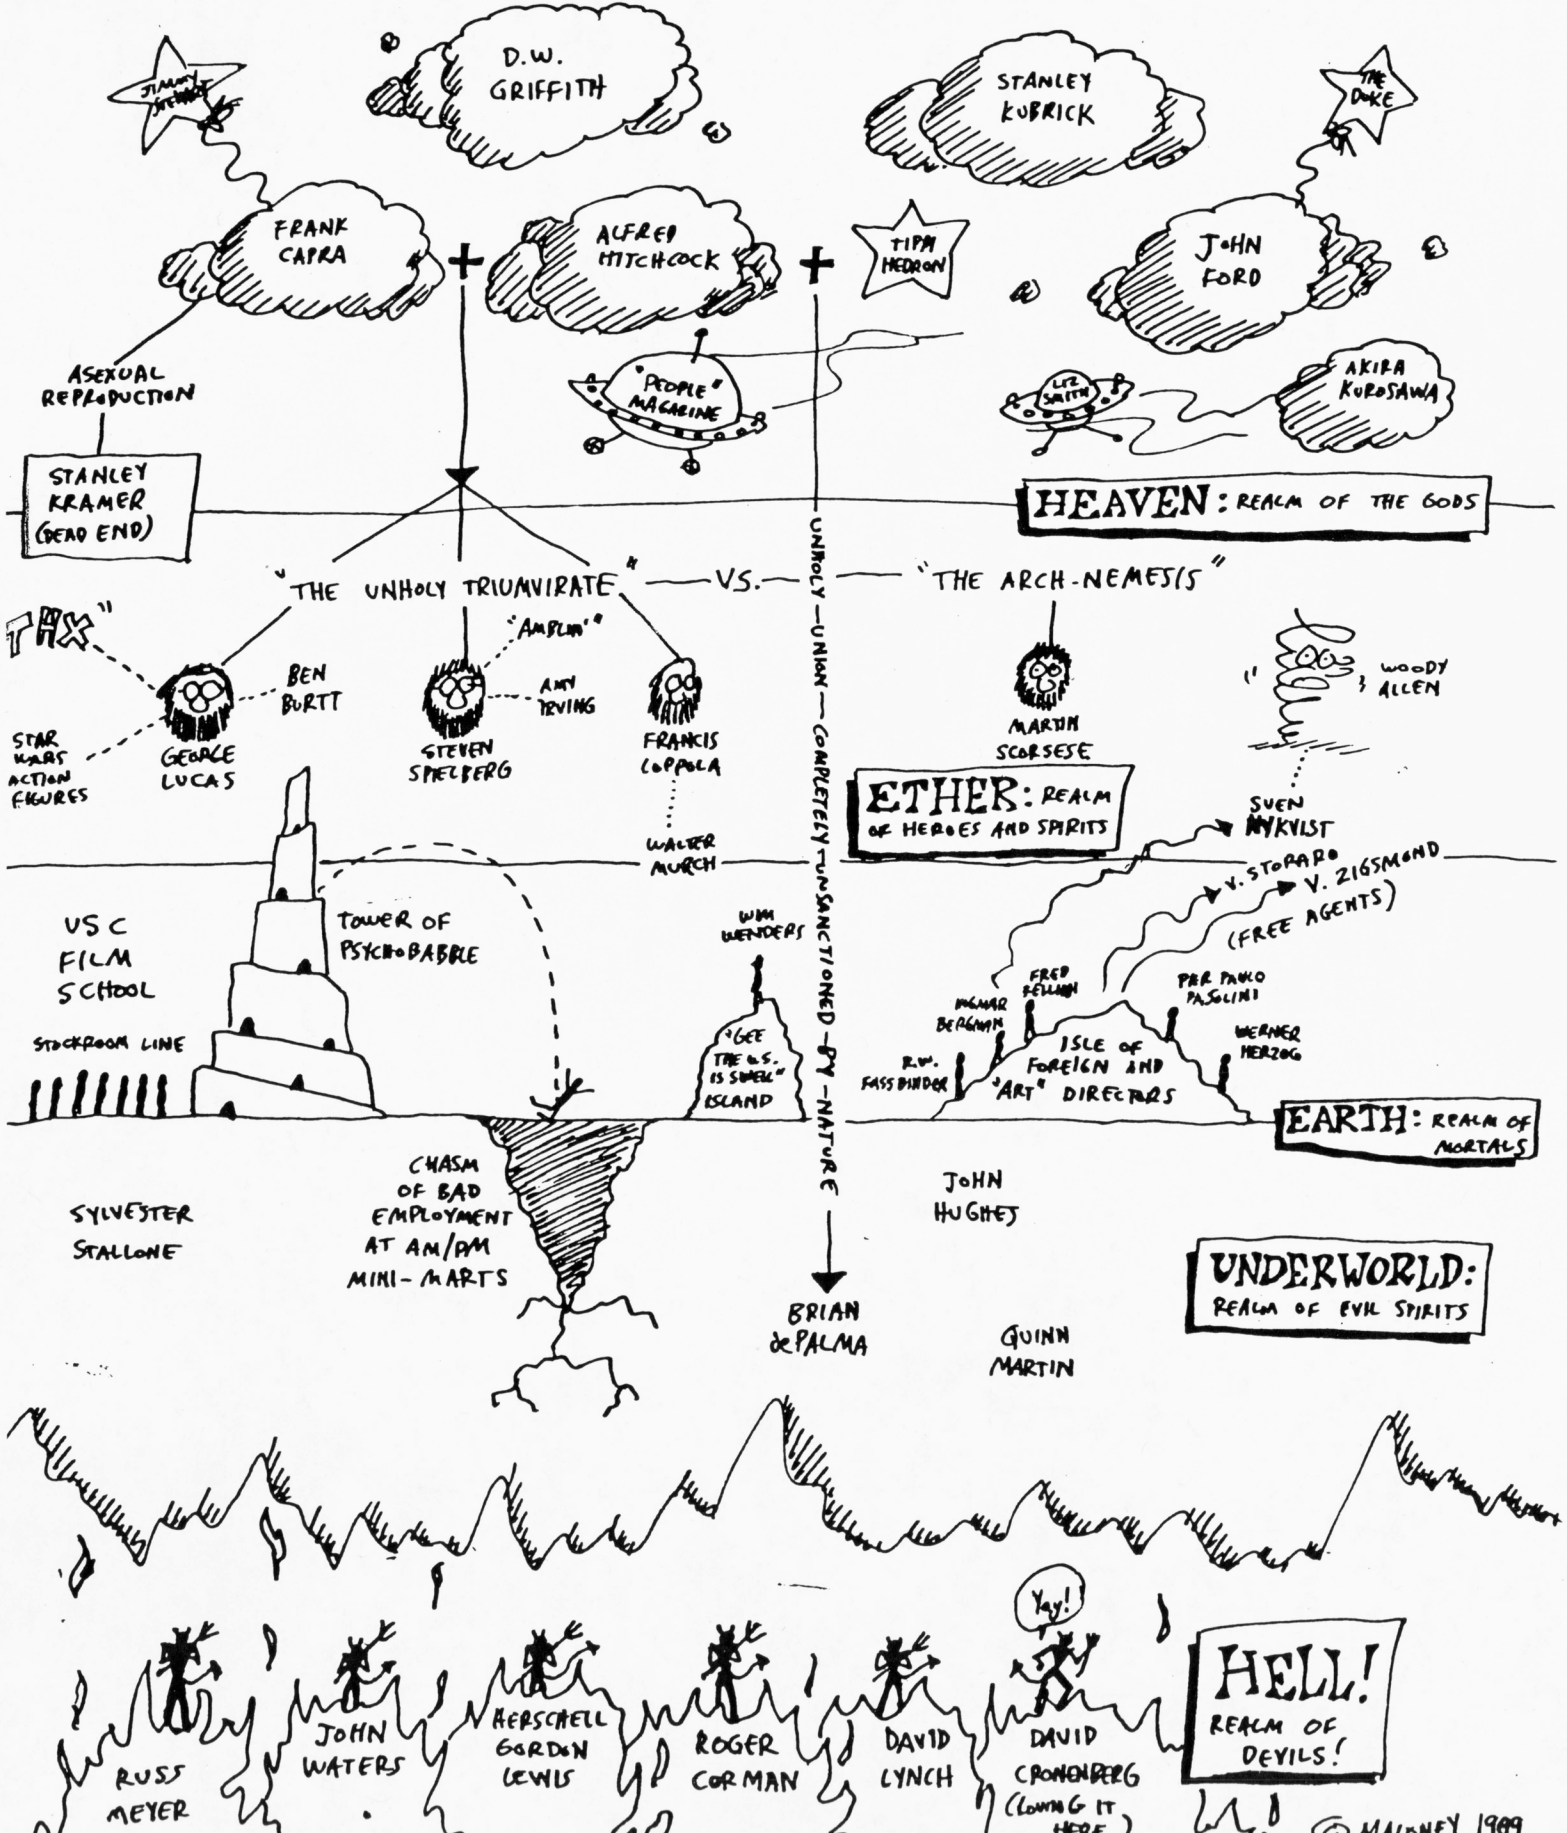 JIMMY
STEWART
D.W.
GRIFFITH
STANLEY
KUBRICK
THE
DUKE
FRANK
CAPRA
+
ALFRED
HITCHCOCK
+
TIPPI
HEDRON
JOHN
FORD
ASEXUAL
REPRODUCTION
"PEOPLE"
MAGAZINE
LIZ
SMITH
AKIRA
KUROSAWA
STANLEY
KRAMER
(DEAD END)
HEAVEN: REALM OF THE GODS
"THE UNHOLY TRIUMVIRATE" — VS. — "THE ARCH-NEMESIS"
UNHOLY—UNION—COMPLETELY—UNSANCTIONED—BY—NATURE
THX"
BEN
BURTT
"AMBLIN'"
AMY
IRVING
WOODY
ALLEN
STAR
WARS
ACTION
FIGURES
GEORGE
LUCAS
STEVEN
SPIELBERG
FRANCIS
COPPOLA
MARTIN
SCORSESE
WALTER
MURCH
ETHER: REALM
OF HEROES AND SPIRITS
SVEN
NYKVIST
V. STORARO
V. ZIGSMOND
(FREE AGENTS)
USC
FILM
SCHOOL
TOWER OF
PSYCHOBABBLE
STOCKROOM LINE
WIM
WENDERS
"GEE
THE U.S.
IS SWELL"
ISLAND
R.W.
FASSBINDER
INGMAR
BERGMAN
FRED
FELLINI
PIER PAULO
PASOLINI
WERNER
HERZOG
ISLE OF
FOREIGN AND
"ART" DIRECTORS
EARTH: REALM OF
MORTALS
SYLVESTER
STALLONE
CHASM
OF BAD
EMPLOYMENT
AT AM/PM
MINI-MARTS
JOHN
HUGHES
BRIAN
dePALMA
QUINN
MARTIN
UNDERWORLD:
REALM OF EVIL SPIRITS
Yay!
RUSS
MEYER
JOHN
WATERS
HERSCHELL
GORDON
LEWIS
ROGER
CORMAN
DAVID
LYNCH
DAVID
CRONENBERG
(LOVING IT
HERE)
HELL!
REALM OF
DEVILS!
© MALONEY 1989